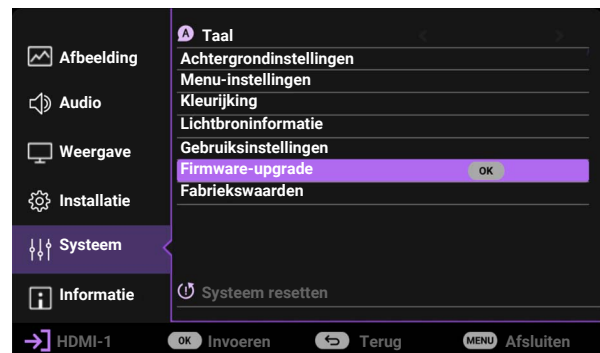 Afbeelding
Audio
Weergave
Installatie
Systeem
Informatie
A Taal
Achtergrondinstellingen
Menu-instellingen
Kleurijking
Lichtbroninformatie
Gebruiksinstellingen
Firmware-upgrade OK
Fabriekswaarden
Systeem resetten
HDMI-1 OK Invoeren Terug MENU Afsluiten